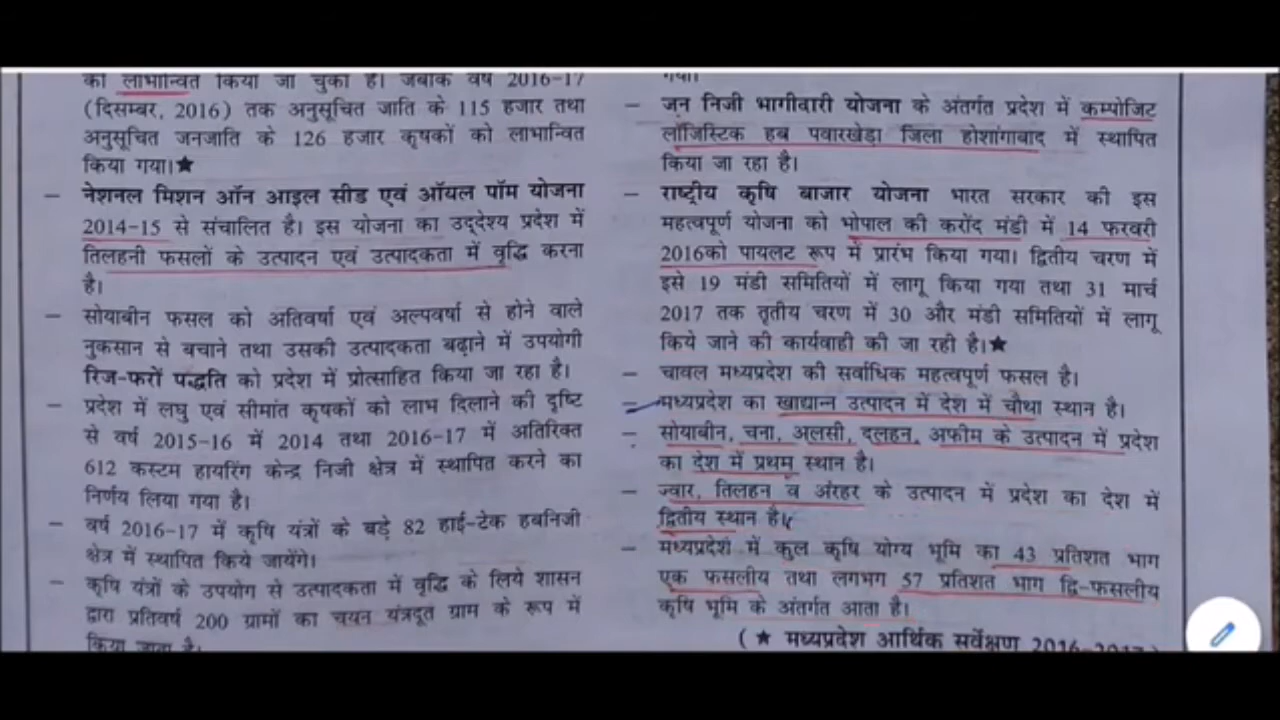 को लाभान्वित किया जा चुका है। जबकि वर्ष 2016-17
(दिसम्बर, 2016) तक अनुसूचित जाति के 115 हजार तथा
अनुसूचित जनजाति के 126 हजार कृषकों को लाभान्वित
किया गया।★
– नेशनल मिशन ऑन आइल सीड एवं ऑयल पॉम योजना
2014-15 से संचालित है। इस योजना का उद्देश्य प्रदेश में
तिलहनी फसलों के उत्पादन एवं उत्पादकता में वृद्धि करना
है।
– सोयाबीन फसल को अतिवर्षा एवं अल्पवर्षा से होने वाले
नुकसान से बचाने तथा उसकी उत्पादकता बढ़ाने में उपयोगी
रिज-फरों पद्धति को प्रदेश में प्रोत्साहित किया जा रहा है।
– प्रदेश में लघु एवं सीमांत कृषकों को लाभ दिलाने की दृष्टि
से वर्ष 2015-16 में 2014 तथा 2016-17 में अतिरिक्त
612 कस्टम हायरिंग केन्द्र निजी क्षेत्र में स्थापित करने का
निर्णय लिया गया है।
– वर्ष 2016-17 में कृषि यंत्रों के बड़े 82 हाई-टेक हबनिजी
क्षेत्र में स्थापित किये जायेंगे।
– कृषि यंत्रों के उपयोग से उत्पादकता में वृद्धि के लिये शासन
द्वारा प्रतिवर्ष 200 ग्रामों का चयन यंत्रदूत ग्राम के रूप में
किया जाता है।
गया।
– जन निजी भागीदारी योजना के अंतर्गत प्रदेश में कम्पोजिट
लॉजिस्टिक हब पवारखेड़ा जिला होशंगाबाद में स्थापित
किया जा रहा है।
– राष्ट्रीय कृषि बाजार योजना भारत सरकार की इस
महत्वपूर्ण योजना को भोपाल की करोंद मंडी में 14 फरवरी
2016को पायलट रूप में प्रारंभ किया गया। द्वितीय चरण में
इसे 19 मंडी समितियों में लागू किया गया तथा 31 मार्च
2017 तक तृतीय चरण में 30 और मंडी समितियों में लागू
किये जाने की कार्यवाही की जा रही है।★
– चावल मध्यप्रदेश की सर्वाधिक महत्वपूर्ण फसल है।
– मध्यप्रदेश का खाद्यान्न उत्पादन में देश में चौथा स्थान है।
– सोयाबीन, चना, अलसी, दलहन, अफीम के उत्पादन में प्रदेश
का देश में प्रथम स्थान है।
– ज्वार, तिलहन व अरहर के उत्पादन में प्रदेश का देश में
द्वितीय स्थान है।
– मध्यप्रदेश में कुल कृषि योग्य भूमि का 43 प्रतिशत भाग
एक फसलीय तथा लगभग 57 प्रतिशत भाग द्वि-फसलीय
कृषि भूमि के अंतर्गत आता है।
(★ मध्यप्रदेश आर्थिक सर्वेक्षण 2016-2017)